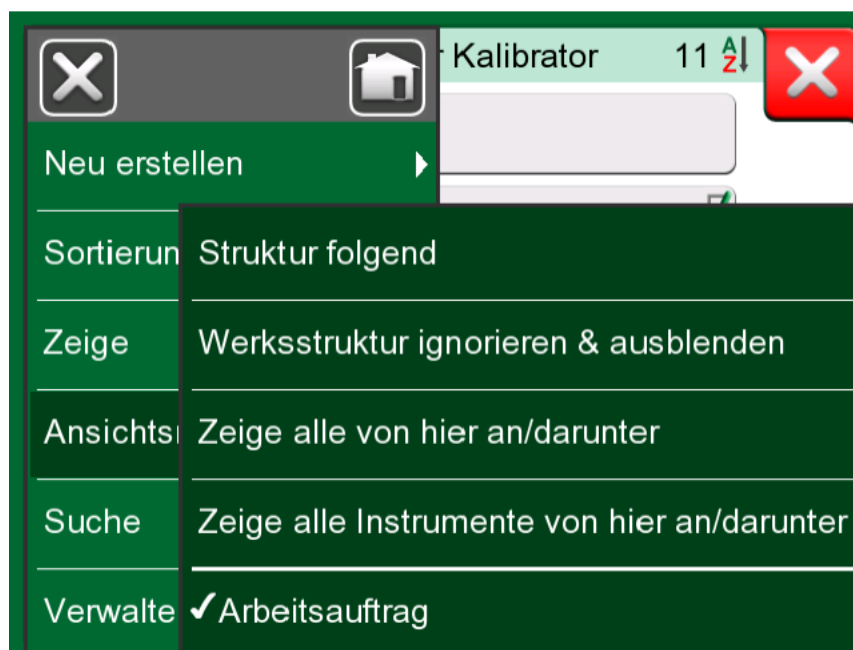 r Kalibrator 11 AZ
Neu erstellen
Sortierun
Struktur folgend
Zeige
Werksstruktur ignorieren & ausblenden
Ansichts
Zeige alle von hier an/darunter
Suche
Zeige alle Instrumente von hier an/darunter
Verwalte
Arbeitsauftrag